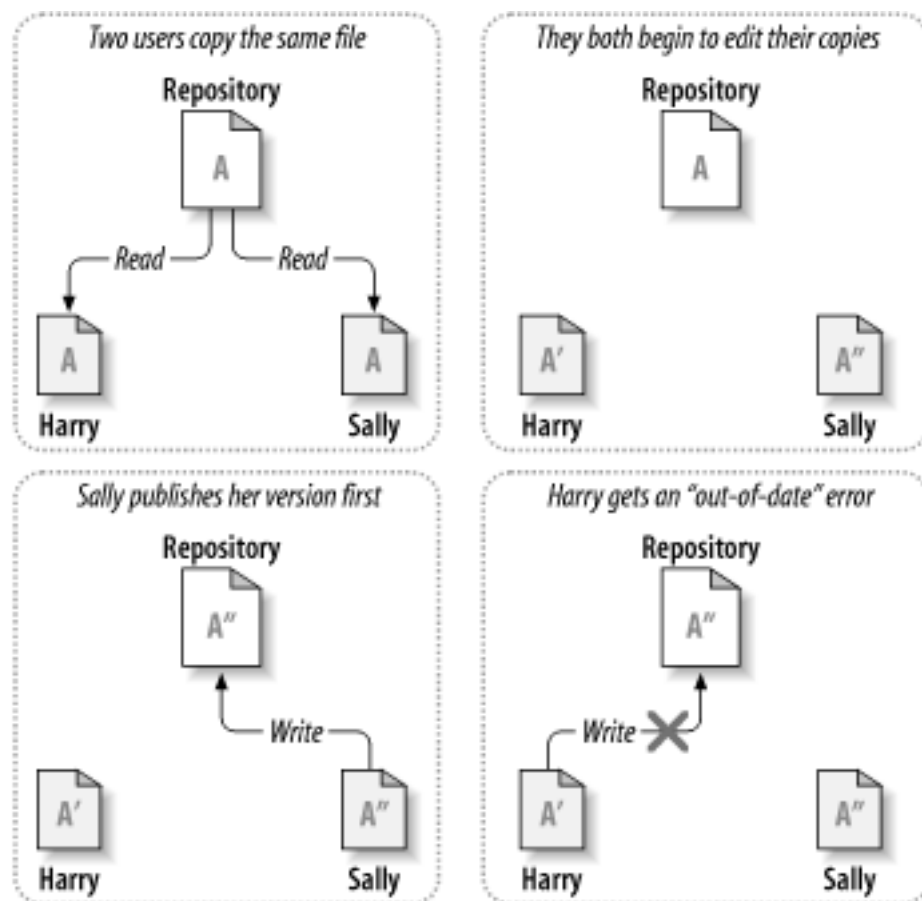 Two users copy the same file
Repository
A
Read Read
A A
Harry Sally
They both begin to edit their copies
Repository
A
A′ A″
Harry Sally
Sally publishes her version first
Repository
A″
Write
A′ A″
Harry Sally
Harry gets an “out-of-date” error
Repository
A″
Write
A′ A″
Harry Sally